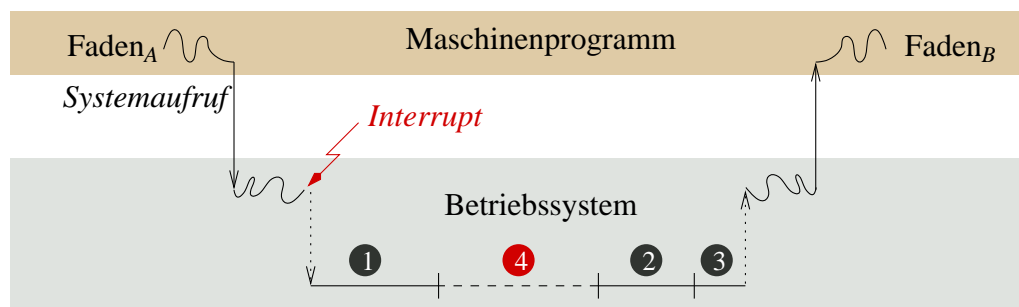 Faden_A Maschinenprogramm Faden_B
Systemaufruf
Interrupt
Betriebssystem
1 4 2 3